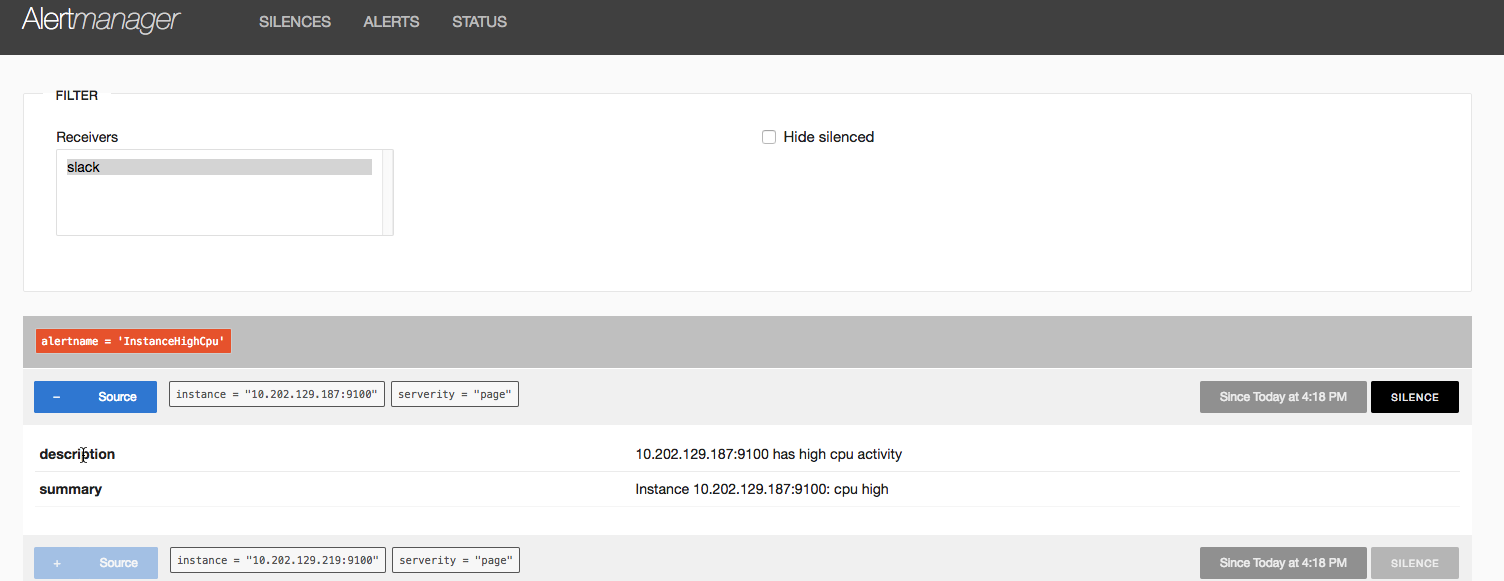 Alertmanager SILENCES ALERTS STATUS
FILTER
Receivers
Hide silenced
slack
alertname = 'InstanceHighCpu'
− Source instance = "10.202.129.187:9100" serverity = "page" Since Today at 4:18 PM SILENCE
description 10.202.129.187:9100 has high cpu activity
summary Instance 10.202.129.187:9100: cpu high
+ Source instance = "10.202.129.219:9100" serverity = "page" Since Today at 4:18 PM SILENCE